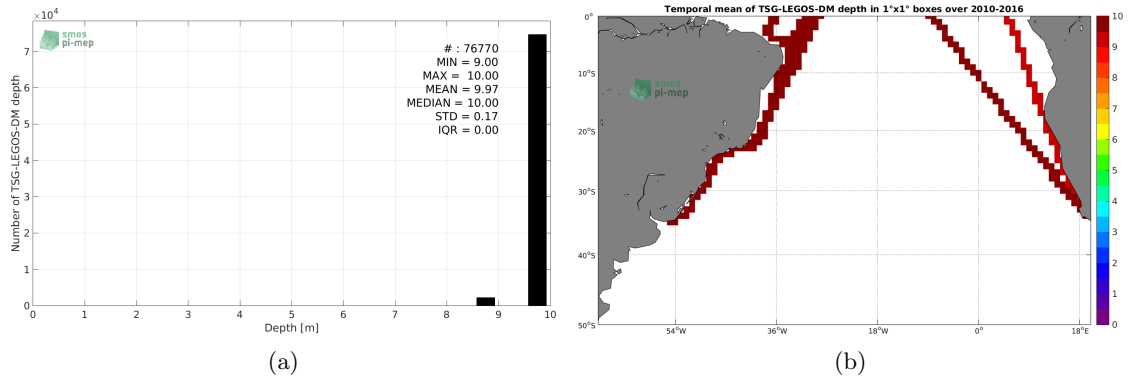 ×10⁴
smos
pi-mep
# : 76770
MIN = 9.00
MAX = 10.00
MEAN = 9.97
MEDIAN = 10.00
STD = 0.17
IQR = 0.00
Number of TSG-LEGOS-DM depth
7
6
5
4
3
2
1
0
0 1 2 3 4 5 6 7 8 9 10
Depth [m]
(a)
Temporal mean of TSG-LEGOS-DM depth in 1°x1° boxes over 2010-2016
smos
pi-mep
0°
10°S
20°S
30°S
40°S
50°S
54°W 36°W 18°W 0° 18°E
10
9
8
7
6
5
4
3
2
1
0
(b)